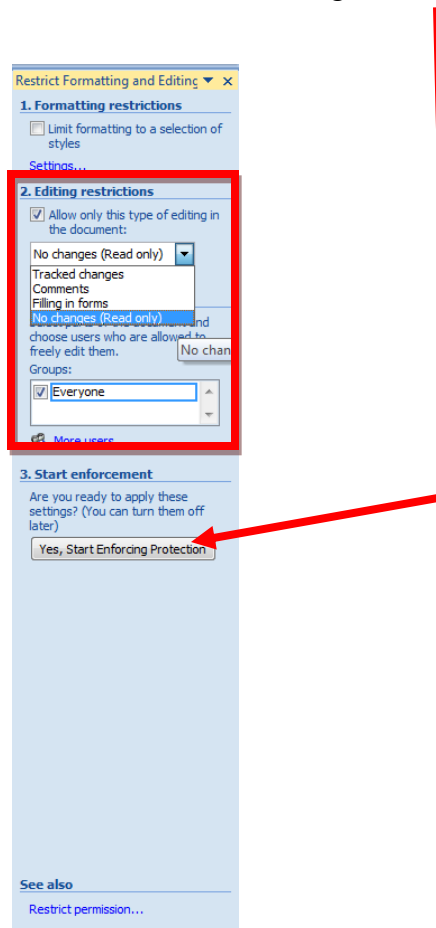 Restrict Formatting and Editing
1. Formatting restrictions
Limit formatting to a selection of
styles
Settings...
2. Editing restrictions
Allow only this type of editing in
the document:
No changes (Read only)
Tracked changes
Comments
Filling in forms
No changes (Read only)
and
choose users who are allowed to
freely edit them.
No chan
Groups:
Everyone
More users
3. Start enforcement
Are you ready to apply these
settings? (You can turn them off
later)
Yes, Start Enforcing Protection
See also
Restrict permission...